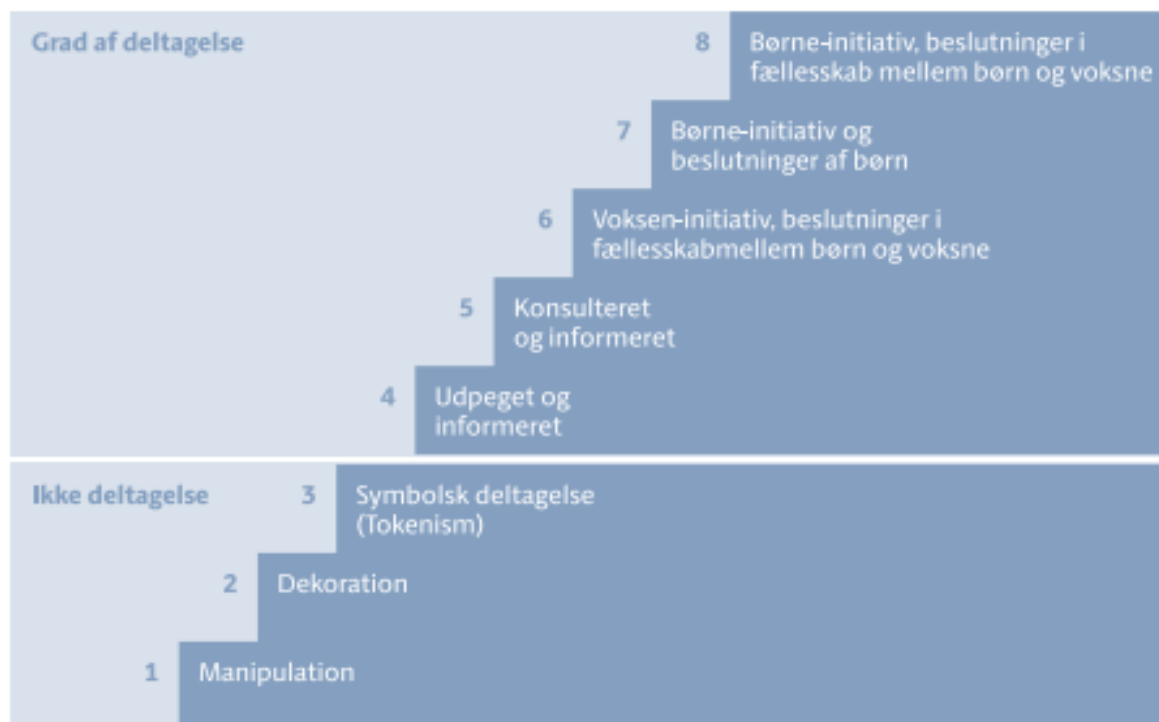 Grad af deltagelse
8
Børne-initiativ, beslutninger i
fællesskab mellem børn og voksne
7
Børne-initiativ og
beslutninger af børn
6
Voksen-initiativ, beslutninger i
fællesskabmellem børn og voksne
5
Konsulteret
og informeret
4
Udpeget og
informeret
Ikke deltagelse
3
Symbolsk deltagelse
(Tokenism)
2
Dekoration
1
Manipulation